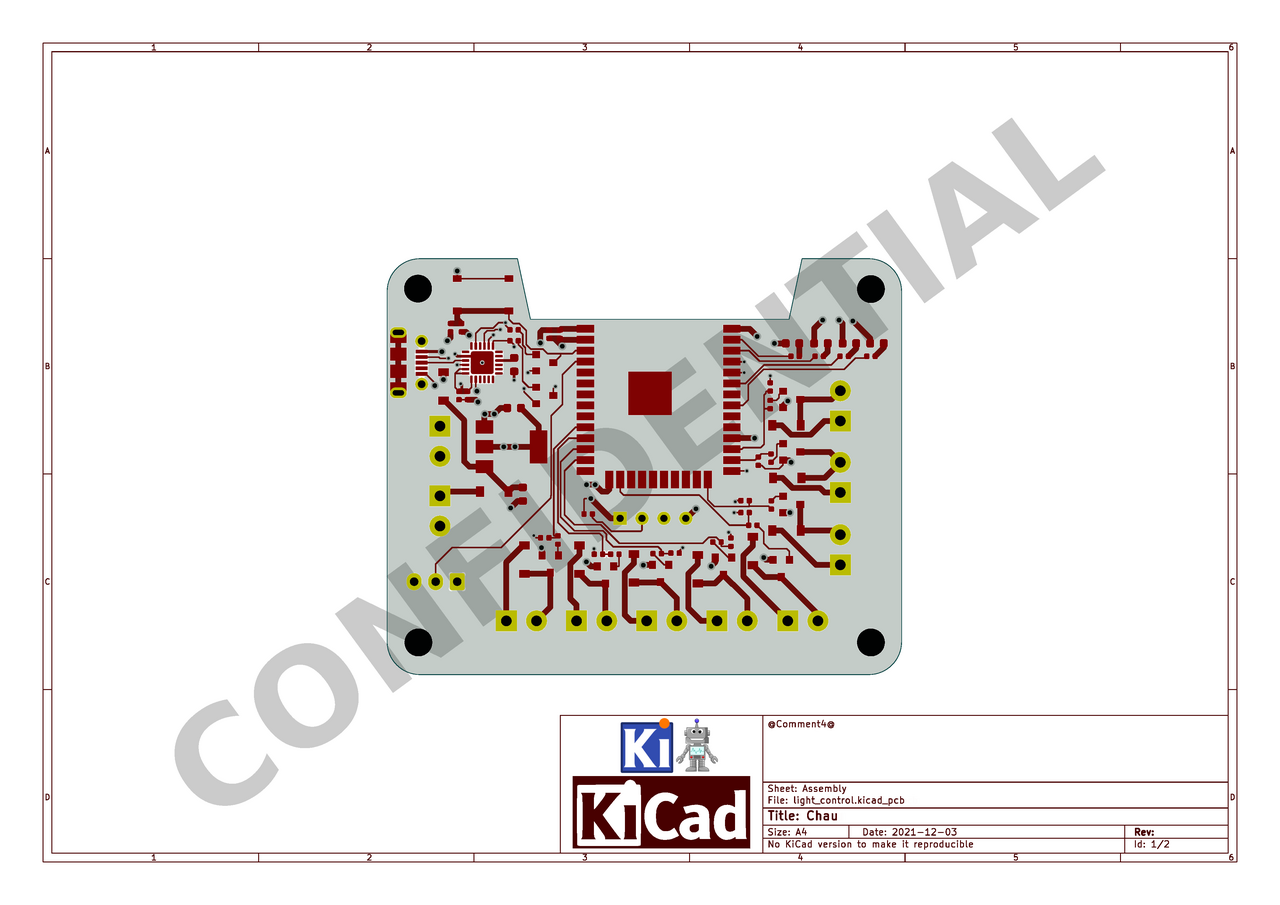 1 2 3 4 5 6
A A
B B
CONFIDENTIAL
C C
D D
Ki
KiCad
@Comment4@
Sheet: Assembly
File: light_control.kicad_pcb
Title: Chau
Size: A4 Date: 2021-12-03 Rev:
No KiCad version to make it reproducible Id: 1/2
1 2 3 4 5 6